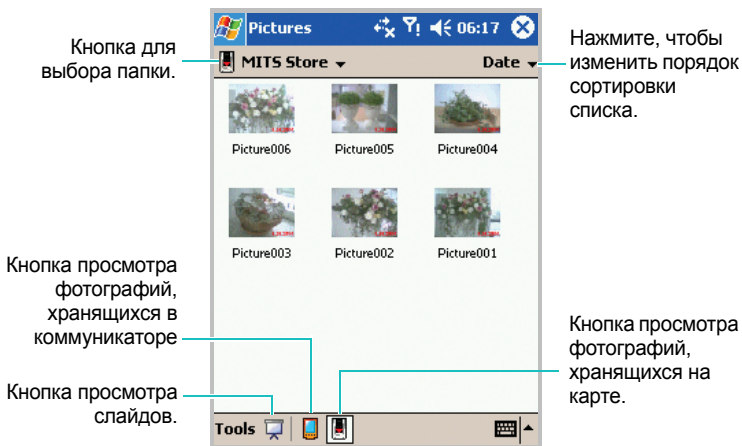 Pictures
06:17
Кнопка для
выбора папки.
MITS Store
Date
Нажмите, чтобы
изменить порядок
сортировки
списка.
Picture006
Picture005
Picture004
Picture003
Picture002
Picture001
Кнопка просмотра
фотографий,
хранящихся в
коммуникаторе
Кнопка просмотра
фотографий,
хранящихся на
карте.
Кнопка просмотра
слайдов.
Tools